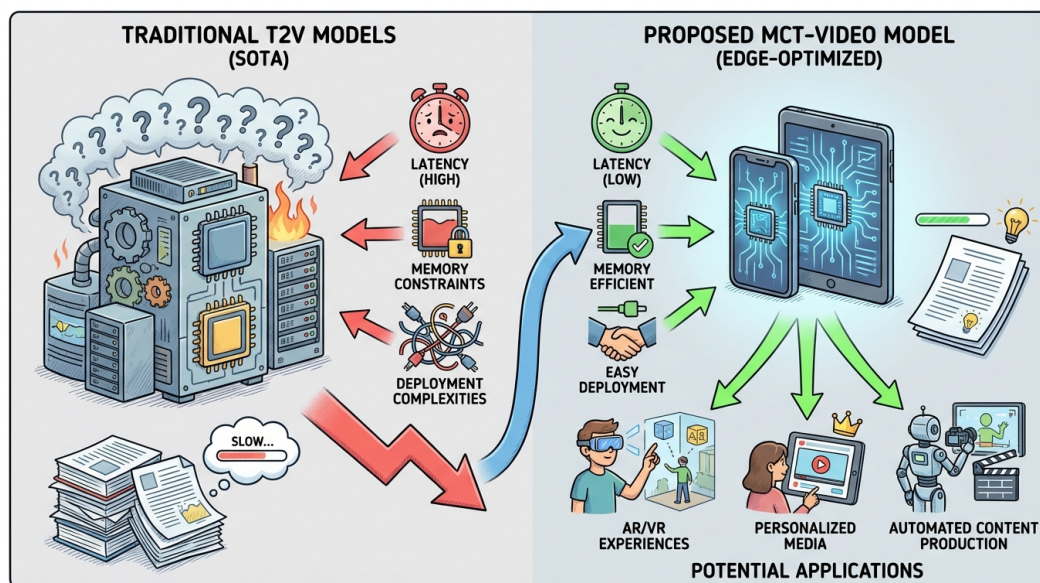 TRADITIONAL T2V MODELS
(SOTA)
LATENCY
(HIGH)
MEMORY
CONSTRAINTS
DEPLOYMENT
COMPLEXITIES
SLOW...
PROPOSED MCT-VIDEO MODEL
(EDGE-OPTIMIZED)
LATENCY
(LOW)
MEMORY
EFFICIENT
EASY
DEPLOYMENT
AR/VR
EXPERIENCES
PERSONALIZED
MEDIA
AUTOMATED CONTENT
PRODUCTION
POTENTIAL APPLICATIONS